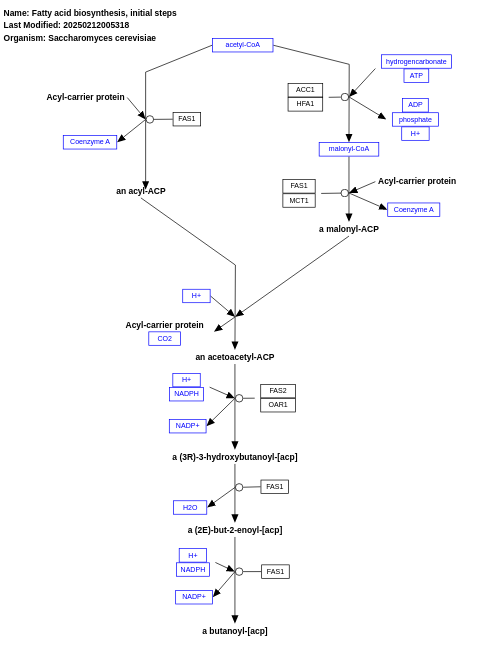 Name: Fatty acid biosynthesis, initial steps
Last Modified: 20250212005318
Organism: Saccharomyces cerevisiae
acetyl-CoA
hydrogencarbonate
ATP
ACC1
HFA1
Acyl-carrier protein
ADP
phosphate
H+
FAS1
Coenzyme A
malonyl-CoA
an acyl-ACP
FAS1
MCT1
Acyl-carrier protein
Coenzyme A
a malonyl-ACP
H+
Acyl-carrier protein
CO2
an acetoacetyl-ACP
H+
NADPH
FAS2
OAR1
NADP+
a (3R)-3-hydroxybutanoyl-[acp]
FAS1
H2O
a (2E)-but-2-enoyl-[acp]
H+
NADPH
FAS1
NADP+
a butanoyl-[acp]